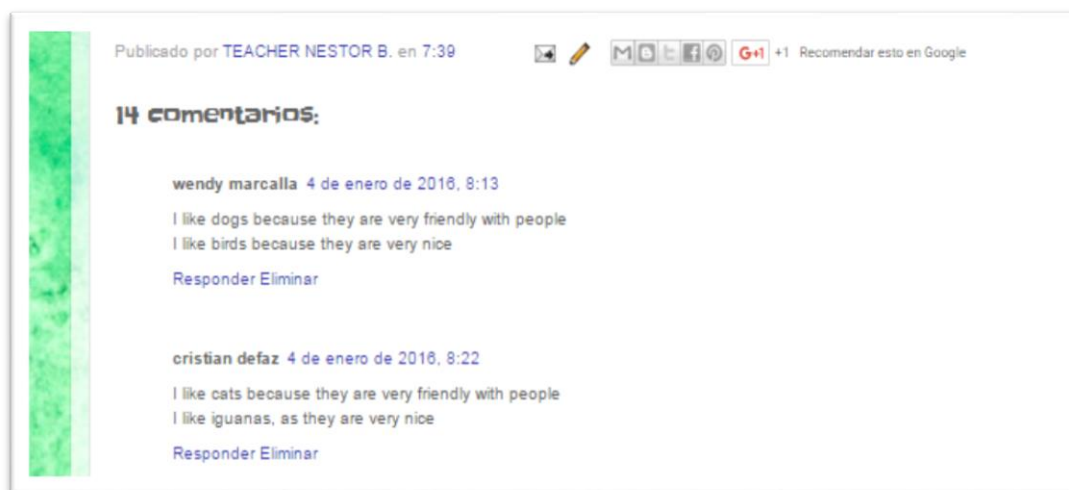 Publicado por TEACHER NESTOR B. en 7:39 M B t f G+1 +1 Recomendar esto en Google
14 comentarios:
wendy marcalla 4 de enero de 2016, 8:13
I like dogs because they are very friendly with people
I like birds because they are very nice
Responder Eliminar
cristian defaz 4 de enero de 2016, 8:22
I like cats because they are very friendly with people
I like iguanas, as they are very nice
Responder Eliminar